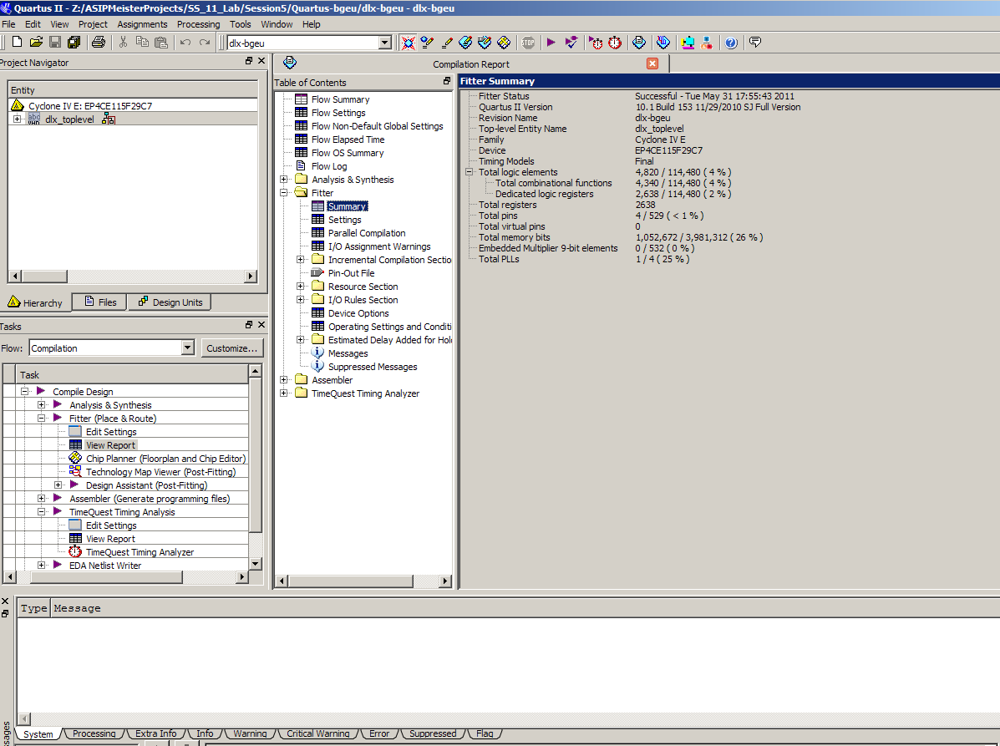 Quartus II - Z:/ASIPMeisterProjects/SS_11_Lab/Session5/Quartus-bgeu/dlx-bgeu - dlx-bgeu
File Edit View Project Assignments Processing Tools Window Help
dlx-bgeu
STOP
Project Navigator
Entity
Cyclone IV E: EP4CE115F29C7
abc
dlx_toplevel
Hierarchy Files Design Units
Tasks
Flow: Compilation Customize...
Task
Compile Design
Analysis & Synthesis
Fitter (Place & Route)
Edit Settings
View Report
Chip Planner (Floorplan and Chip Editor)
Technology Map Viewer (Post-Fitting)
Design Assistant (Post-Fitting)
Assembler (Generate programming files)
TimeQuest Timing Analysis
Edit Settings
View Report
TimeQuest Timing Analyzer
EDA Netlist Writer
Compilation Report
Table of Contents
Flow Summary
Flow Settings
Flow Non-Default Global Settings
Flow Elapsed Time
Flow OS Summary
Flow Log
Analysis & Synthesis
Fitter
Summary
Settings
Parallel Compilation
I/O Assignment Warnings
Incremental Compilation Sectio
Pin-Out File
Resource Section
I/O Rules Section
Device Options
Operating Settings and Conditi
Estimated Delay Added for Hol
Messages
Suppressed Messages
Assembler
TimeQuest Timing Analyzer
Fitter Summary
Fitter Status Successful - Tue May 31 17:55:43 2011
Quartus II Version 10.1 Build 153 11/29/2010 SJ Full Version
Revision Name dlx-bgeu
Top-level Entity Name dlx_toplevel
Family Cyclone IV E
Device EP4CE115F29C7
Timing Models Final
Total logic elements 4,820 / 114,480 ( 4 % )
Total combinational functions 4,340 / 114,480 ( 4 % )
Dedicated logic registers 2,638 / 114,480 ( 2 % )
Total registers 2638
Total pins 4 / 529 ( < 1 % )
Total virtual pins 0
Total memory bits 1,052,672 / 3,981,312 ( 26 % )
Embedded Multiplier 9-bit elements 0 / 532 ( 0 % )
Total PLLs 1 / 4 ( 25 % )
Type Message
System Processing Extra Info Info Warning Critical Warning Error Suppressed Flag